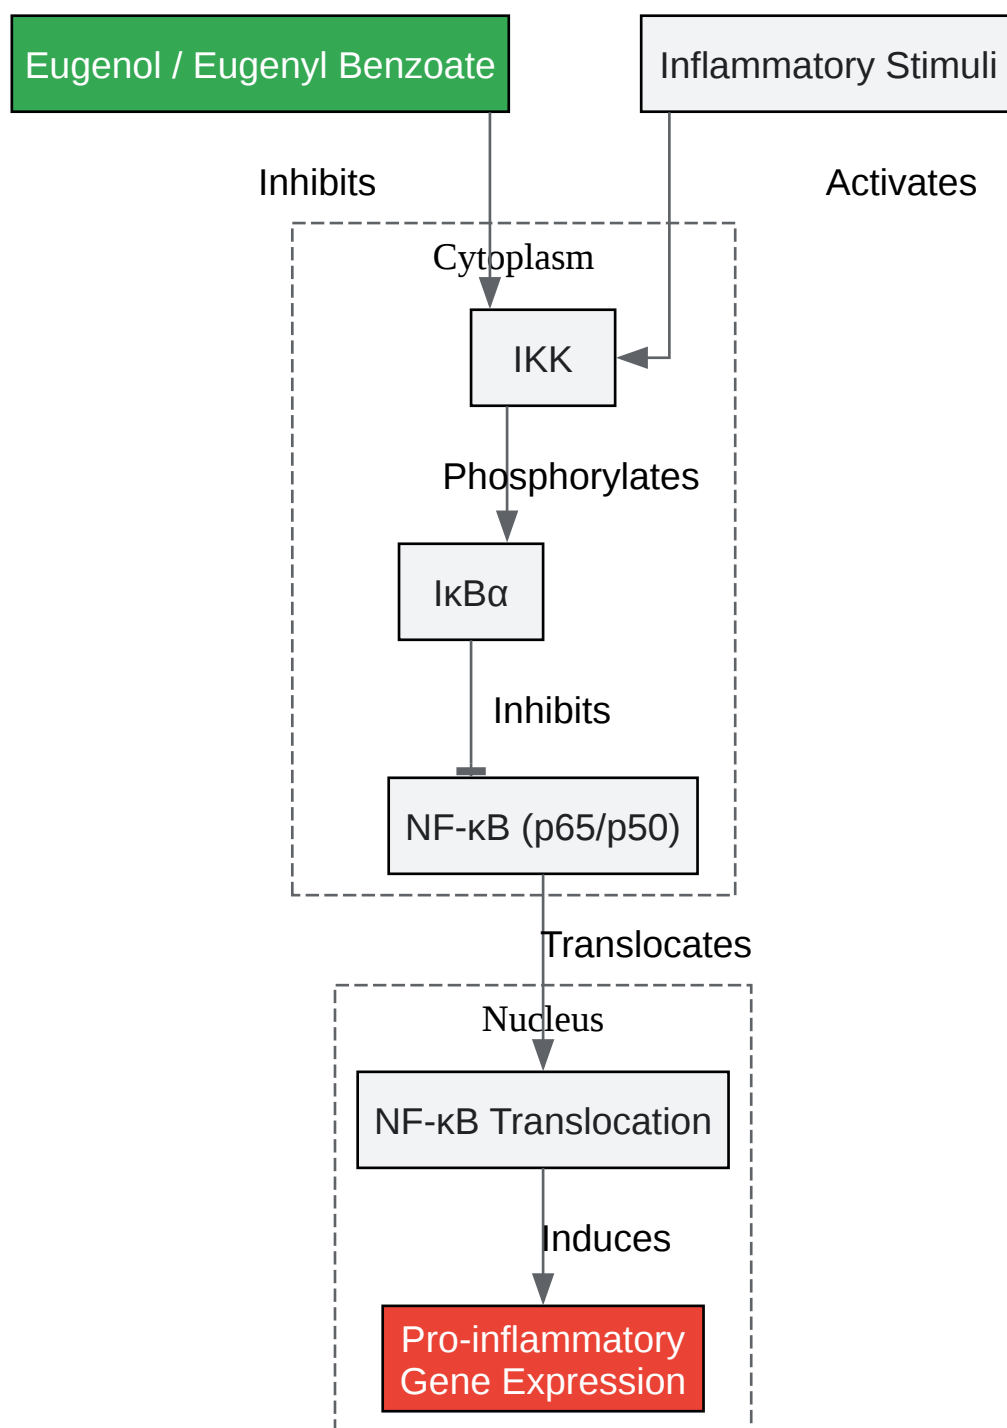 Eugenol / Eugenyl Benzoate
Inflammatory Stimuli
Inhibits
Activates
Cytoplasm
IKK
Phosphorylates
IκBα
Inhibits
NF-κB (p65/p50)
Translocates
Nucleus
NF-κB Translocation
Induces
Pro-inflammatory
Gene Expression